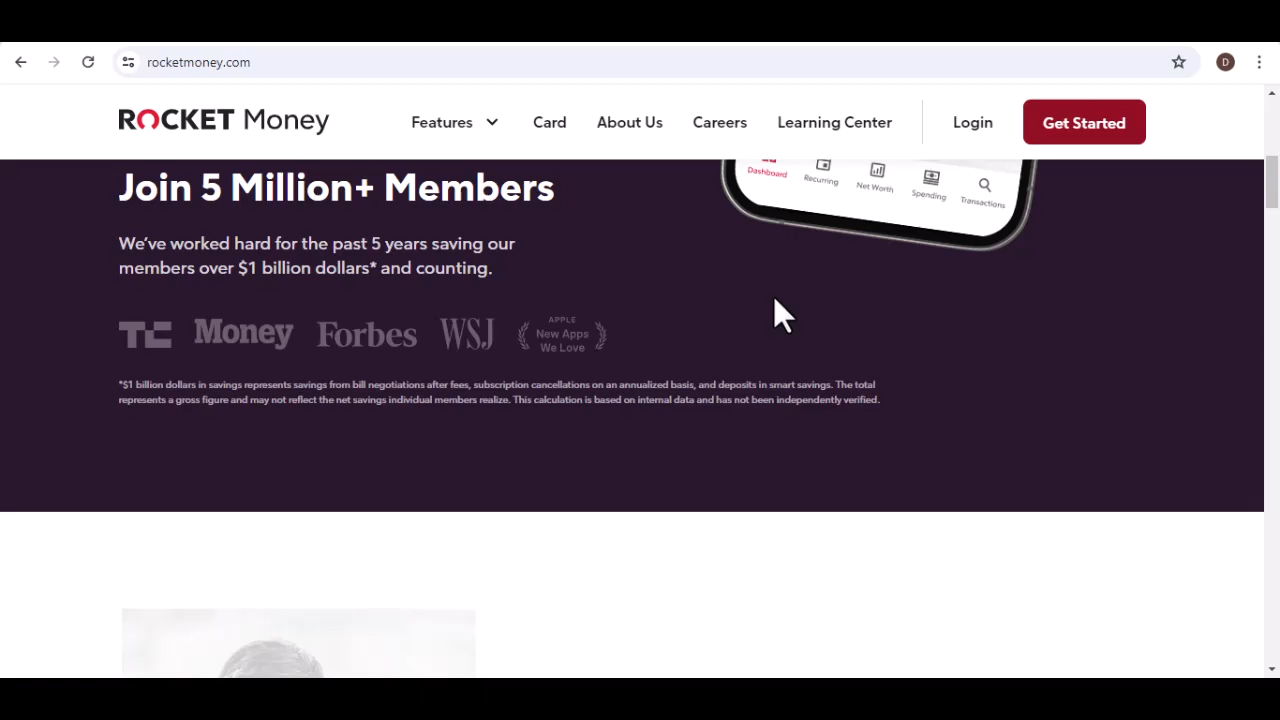 rocketmoney.com
D
ROCKET Money
Features
Card
About Us
Careers
Learning Center
Login
Get Started
Dashboard
Recurring
Net Worth
Spending
Transactions
Join 5 Million+ Members
We’ve worked hard for the past 5 years saving our
members over $1 billion dollars* and counting.
TC
Money
Forbes
WSJ
APPLE
New Apps
We Love
*$1 billion dollars in savings represents savings from bill negotiations after fees, subscription cancellations on an annualized basis, and deposits in smart savings. The total
represents a gross figure and may not reflect the net savings individual members realize. This calculation is based on internal data and has not been independently verified.